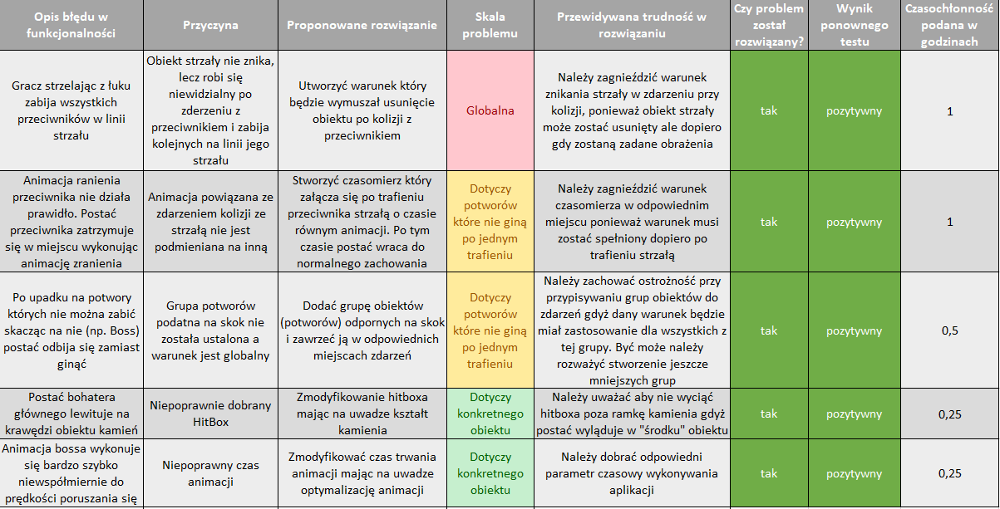 Opis błędu w
funkcjonalności
Przyczyna
Proponowane rozwiązanie
Skala
problemu
Przewidywana trudność w
rozwiązaniu
Czy problem
został
rozwiązany?
Wynik
ponownego
testu
Czasochłonność
podana w
godzinach
Gracz strzelając z łuku
zabija wszystkich
przeciwników w linii
strzału
Obiekt strzały nie znika,
lecz robi się
niewidzialny po
zderzeniu z
przeciwnikiem i zabija
kolejnych na linii jego
strzału
Utworzyć warunek który
będzie wymuszał usunięcie
obiektu po kolizji z
przeciwnikiem
Globalna
Należy zagnieździć warunek
znikania strzały w zdarzeniu przy
kolizji, ponieważ obiekt strzały
może zostać usunięty ale dopiero
gdy zostaną zadane obrażenia
tak
pozytywny
1
Animacja ranienia
przeciwnika nie działa
prawidło. Postać
przeciwnika zatrzymuje
się w miejscu wykonując
animację zranienia
Animacja powiązana ze
zdarzeniem kolizji ze
strzałą nie jest
podmieniana na inną
Stworzyć czasomierz który
załącza się po trafieniu
przeciwnika strzałą o czasie
równym animacji. Po tym
czasie postać wraca do
normalnego zachowania
Dotyczy
potworów
które nie giną
po jednym
trafieniu
Należy zagnieździć warunek
czasomierza w odpowiednim
miejscu ponieważ warunek musi
zostać spełniony dopiero po
trafieniu strzałą
tak
pozytywny
1
Po upadku na potwory
których nie można zabić
skacząc na nie (np. Boss)
postać odbija się zamiast
ginąć
Grupa potworów
podatna na skok nie
została ustalona a
warunek jest globalny
Dodać grupę obiektów
(potworów) odpornych na skok
i zawrzeć ją w odpowiednich
miejscach zdarzeń
Dotyczy
potworów
które nie giną
po jednym
trafieniu
Należy zachować ostrożność przy
przypisywaniu grup obiektów do
zdarzeń gdyż dany warunek będzie
miał zastosowanie dla wszystkich z
tej grupy. Być może należy
rozważyć stworzenie jeszcze
mniejszych grup
tak
pozytywny
0,5
Postać bohatera
głównego lewituje na
krawędzi obiektu kamień
Niepoprawnie dobrany
HitBox
Zmodyfikowanie hitboxa
mając na uwadze kształt
kamienia
Dotyczy
konkretnego
obiektu
Należy uważać aby nie wyciąć
hitboxa poza ramkę kamienia gdyż
postać wyląduje w "środku" obiektu
tak
pozytywny
0,25
Animacja bossa wykonuje
się bardzo szybko
niewspółmiernie do
prędkości poruszania się
Niepoprawny czas
animacji
Zmodyfikować czas trwania
animacji mając na uwadze
optymalizację animacji
Dotyczy
konkretnego
obiektu
Należy dobrać odpowiedni
parametr czasowy wykonywania
aplikacji
tak
pozytywny
0,25